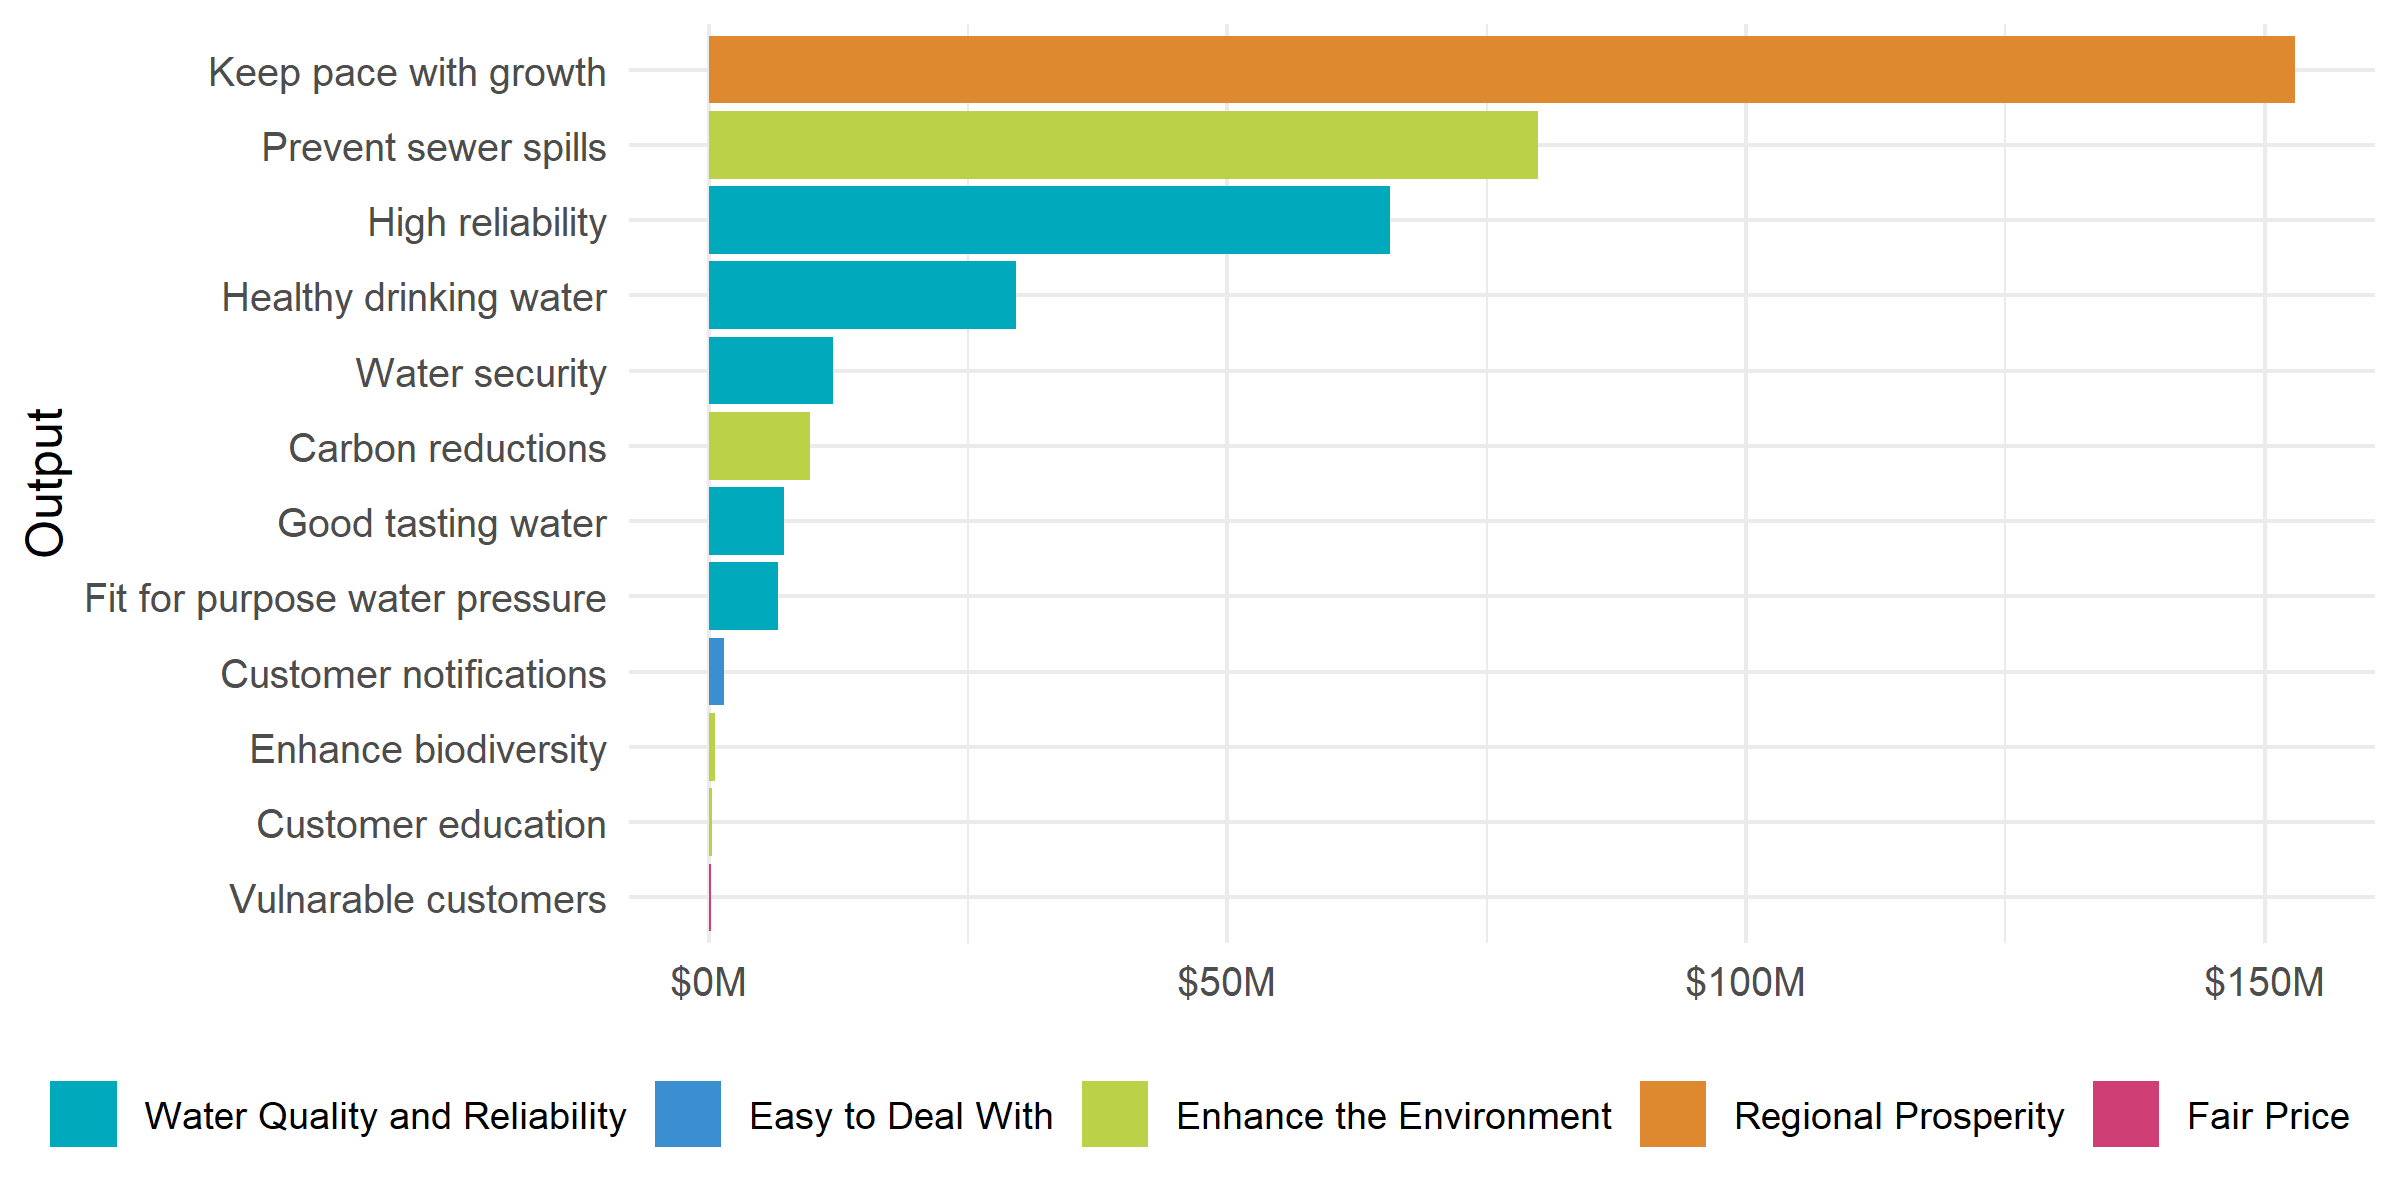 Output
Keep pace with growth
Prevent sewer spills
High reliability
Healthy drinking water
Water security
Carbon reductions
Good tasting water
Fit for purpose water pressure
Customer notifications
Enhance biodiversity
Customer education
Vulnarable customers
$0M $50M $100M $150M
Water Quality and Reliability Easy to Deal With Enhance the Environment Regional Prosperity Fair Price